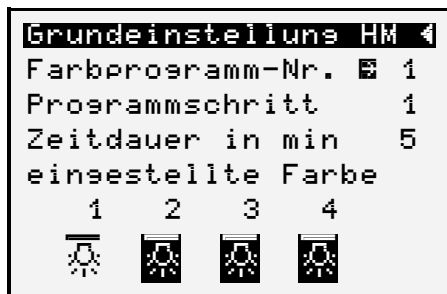 Grundeinstellung HM
Farbprogramm-Nr. 1
Programmschritt 1
Zeitdauer in min 5
eingestellte Farbe
1 2 3 4